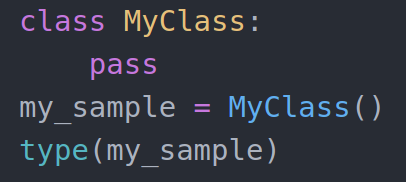 class MyClass:
    pass
my_sample = MyClass()
type(my_sample)